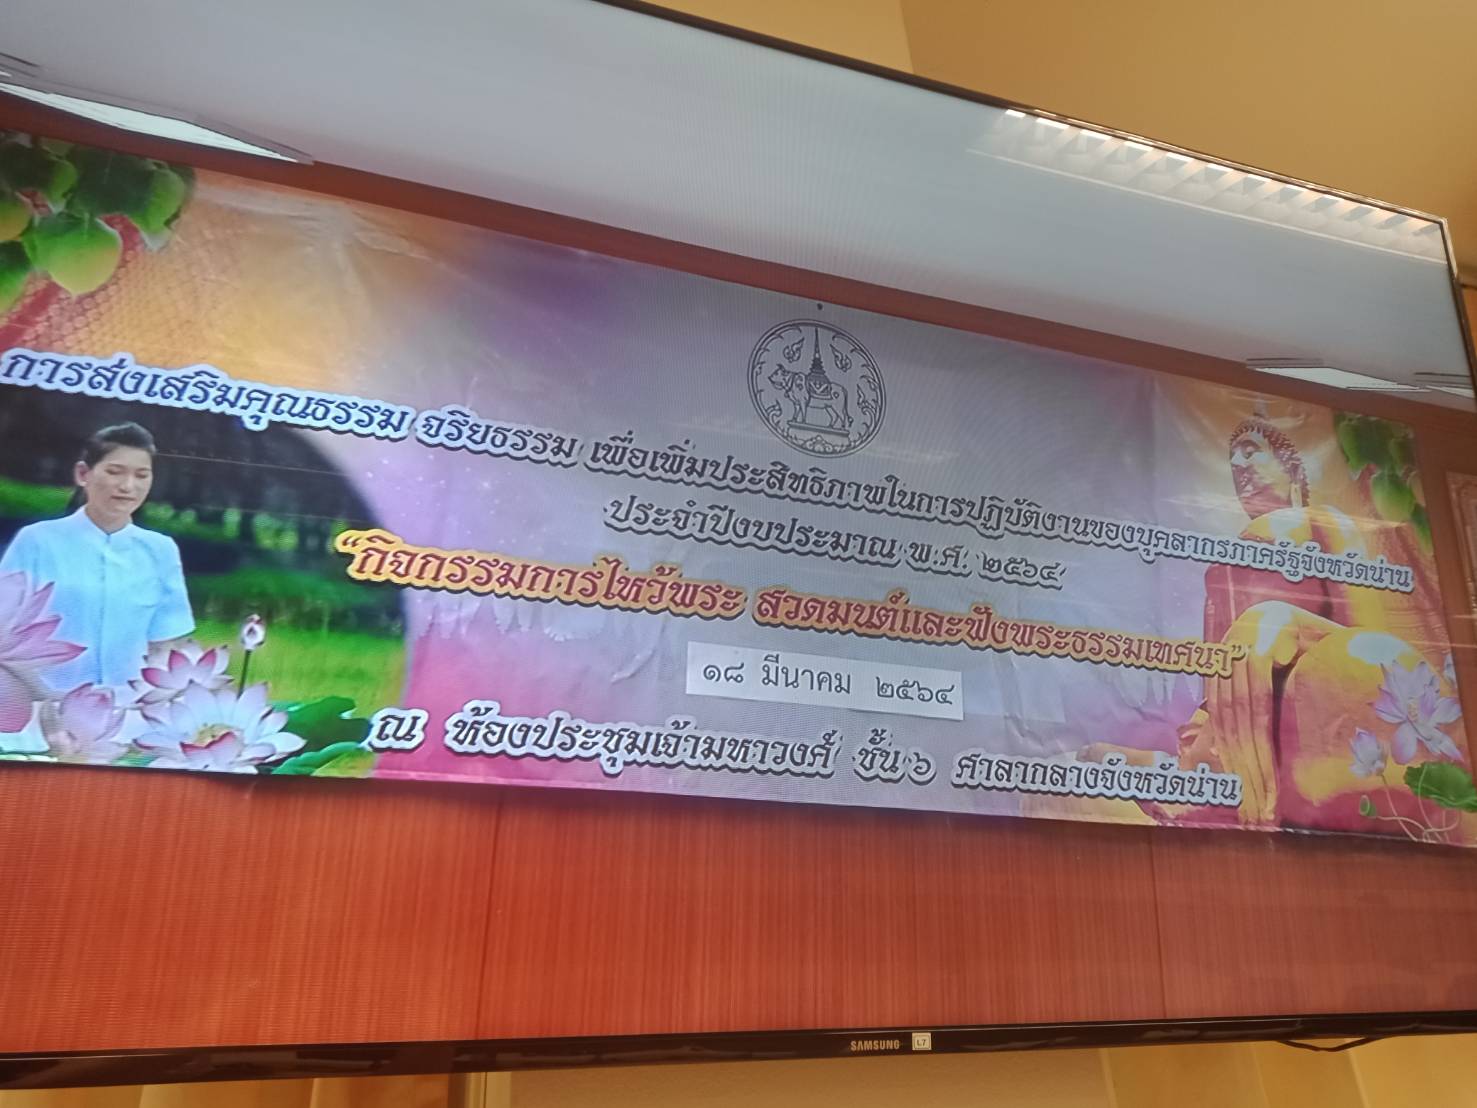 การส่งเสริมคุณธรรม จริยธรรม เพื่อเพิ่มประสิทธิภาพในการปฏิบัติงานของบุคลากรภาครัฐจังหวัดน่าน
ประจำปีงบประมาณ พ.ศ. ๒๕๖๔
“กิจกรรมการไหว้พระ สวดมนต์และฟังพระธรรมเทศนา”
๑๘ มีนาคม ๒๕๖๔
ณ ห้องประชุมเจ้ามหาวงศ์ ชั้น ๖ ศาลากลางจังหวัดน่าน
SAMSUNG L7